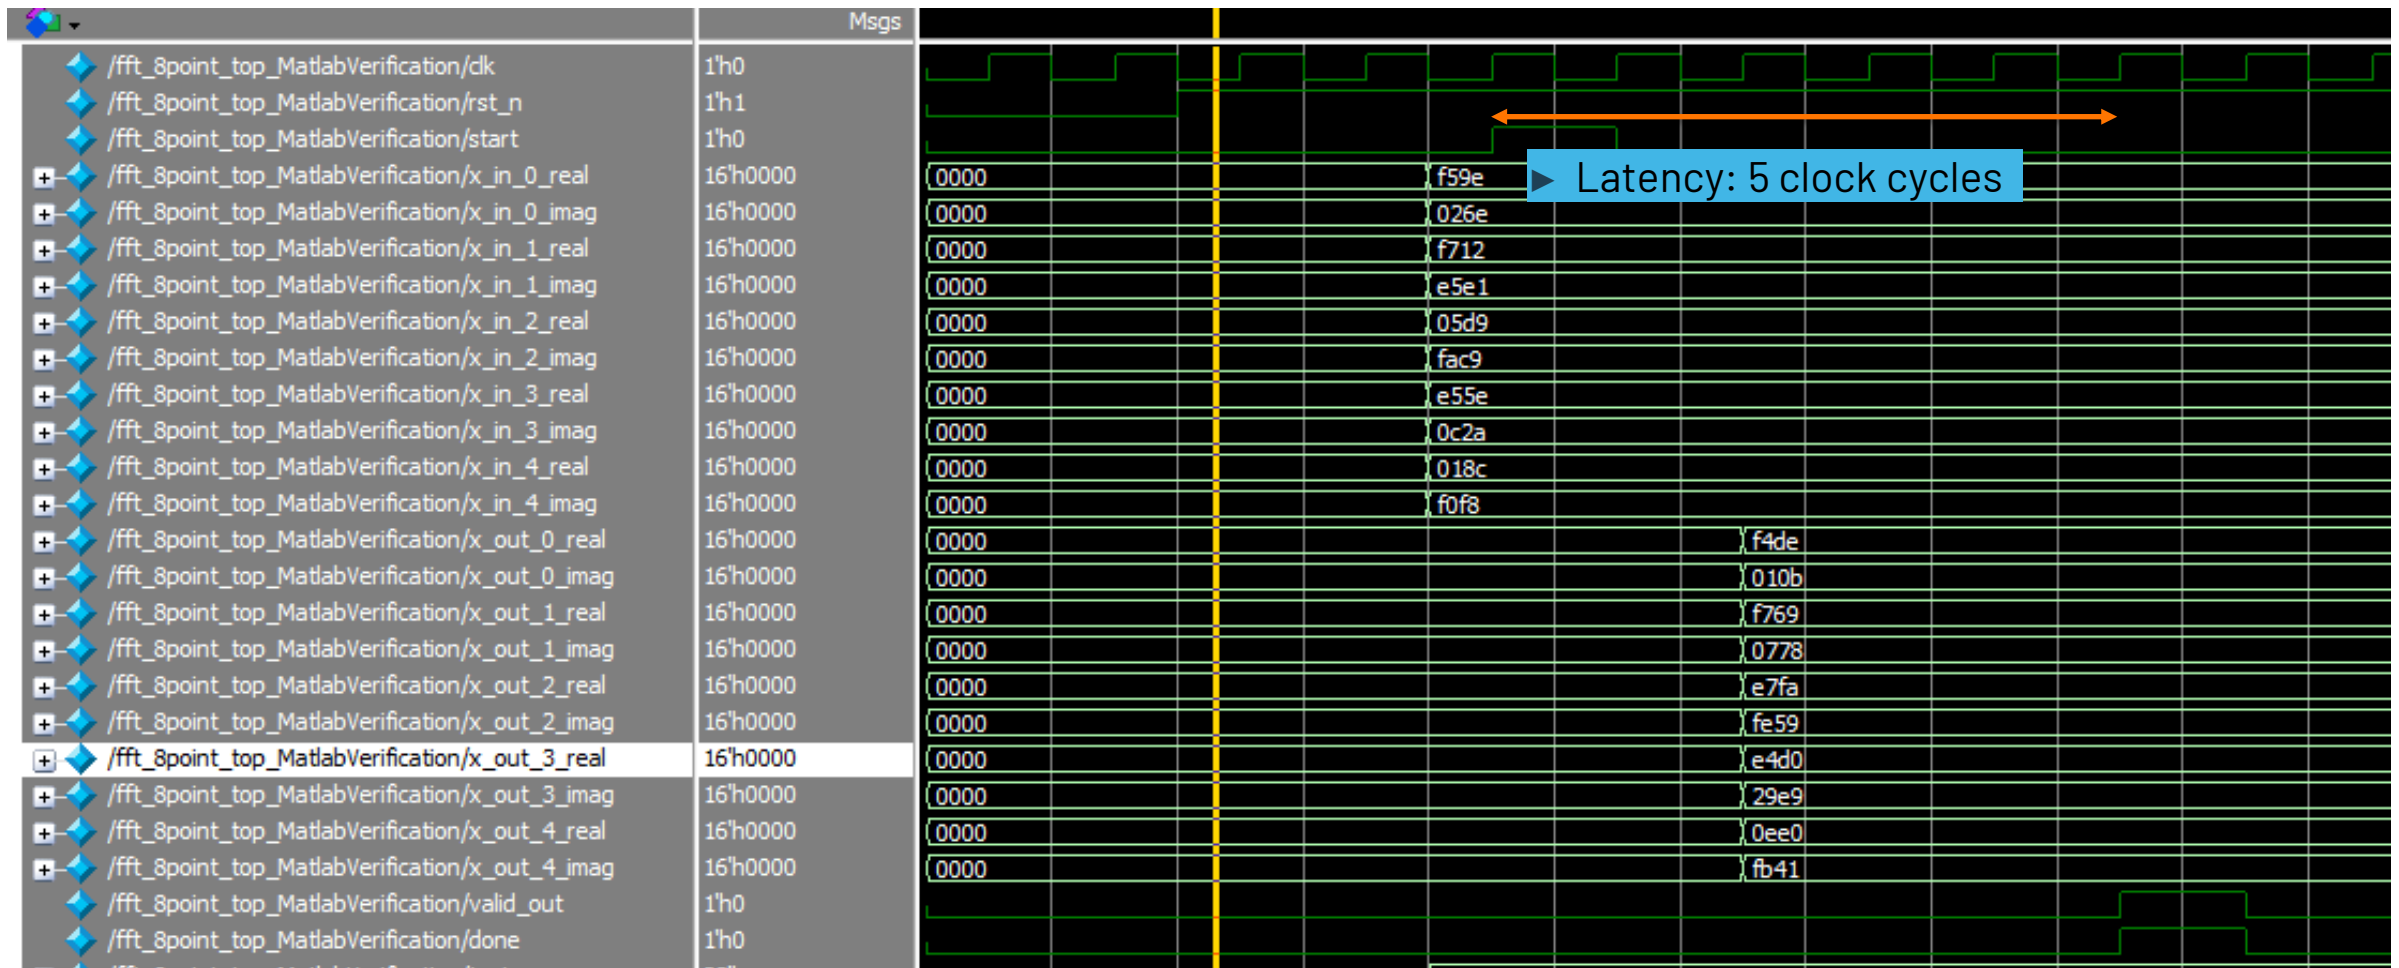 Msgs
/fft_8point_top_MatlabVerification/clk 1'h0
/fft_8point_top_MatlabVerification/rst_n 1'h1
/fft_8point_top_MatlabVerification/start 1'h0
/fft_8point_top_MatlabVerification/x_in_0_real 16'h0000 0000 f59e
► Latency: 5 clock cycles
/fft_8point_top_MatlabVerification/x_in_0_imag 16'h0000 0000 026e
/fft_8point_top_MatlabVerification/x_in_1_real 16'h0000 0000 f712
/fft_8point_top_MatlabVerification/x_in_1_imag 16'h0000 0000 e5e1
/fft_8point_top_MatlabVerification/x_in_2_real 16'h0000 0000 05d9
/fft_8point_top_MatlabVerification/x_in_2_imag 16'h0000 0000 fac9
/fft_8point_top_MatlabVerification/x_in_3_real 16'h0000 0000 e55e
/fft_8point_top_MatlabVerification/x_in_3_imag 16'h0000 0000 0c2a
/fft_8point_top_MatlabVerification/x_in_4_real 16'h0000 0000 018c
/fft_8point_top_MatlabVerification/x_in_4_imag 16'h0000 0000 f0f8
/fft_8point_top_MatlabVerification/x_out_0_real 16'h0000 0000 f4de
/fft_8point_top_MatlabVerification/x_out_0_imag 16'h0000 0000 010b
/fft_8point_top_MatlabVerification/x_out_1_real 16'h0000 0000 f769
/fft_8point_top_MatlabVerification/x_out_1_imag 16'h0000 0000 0778
/fft_8point_top_MatlabVerification/x_out_2_real 16'h0000 0000 e7fa
/fft_8point_top_MatlabVerification/x_out_2_imag 16'h0000 0000 fe59
/fft_8point_top_MatlabVerification/x_out_3_real 16'h0000 0000 e4d0
/fft_8point_top_MatlabVerification/x_out_3_imag 16'h0000 0000 29e9
/fft_8point_top_MatlabVerification/x_out_4_real 16'h0000 0000 0ee0
/fft_8point_top_MatlabVerification/x_out_4_imag 16'h0000 0000 fb41
/fft_8point_top_MatlabVerification/valid_out 1'h0
/fft_8point_top_MatlabVerification/done 1'h0